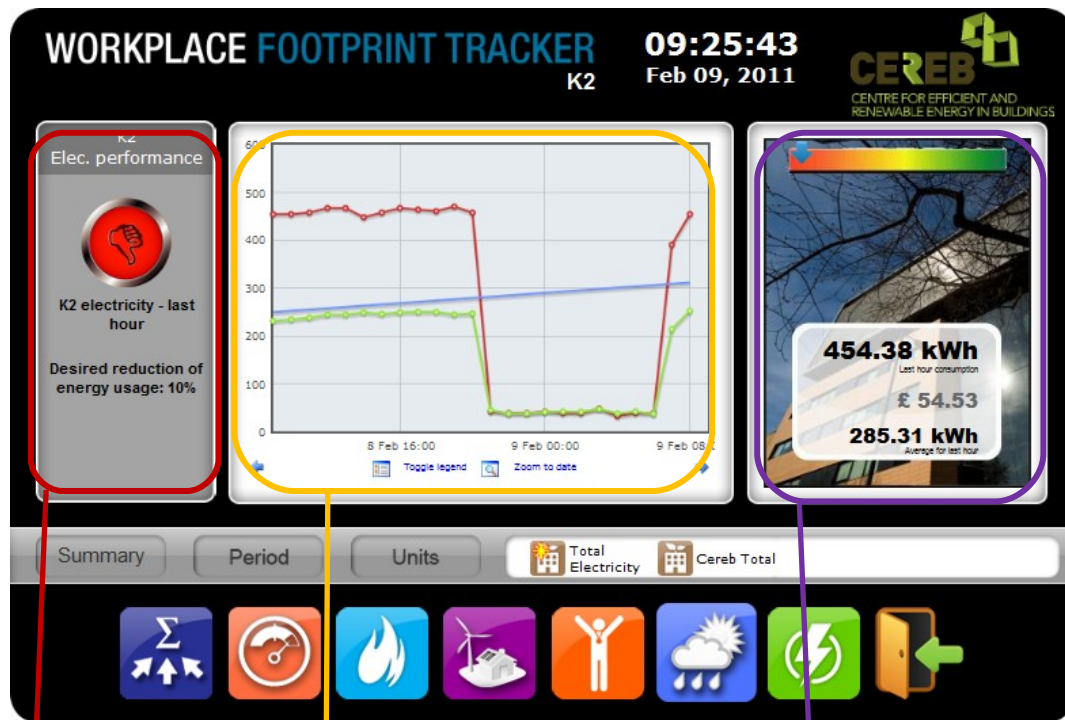 WORKPLACE FOOTPRINT TRACKER
K2
09:25:43
Feb 09, 2011
CEREB
CENTRE FOR EFFICIENT AND
RENEWABLE ENERGY IN BUILDINGS
K2
Elec. performance
K2 electricity - last
hour
Desired reduction of
energy usage: 10%
600
500
400
300
200
100
0
8 Feb 16:00
9 Feb 00:00
9 Feb 08:
Toggle legend
Zoom to date
454.38 kWh
Last hour consumption
£ 54.53
285.31 kWh
Average for last hour
Summary
Period
Units
Total
Electricity
Cereb Total
Σ